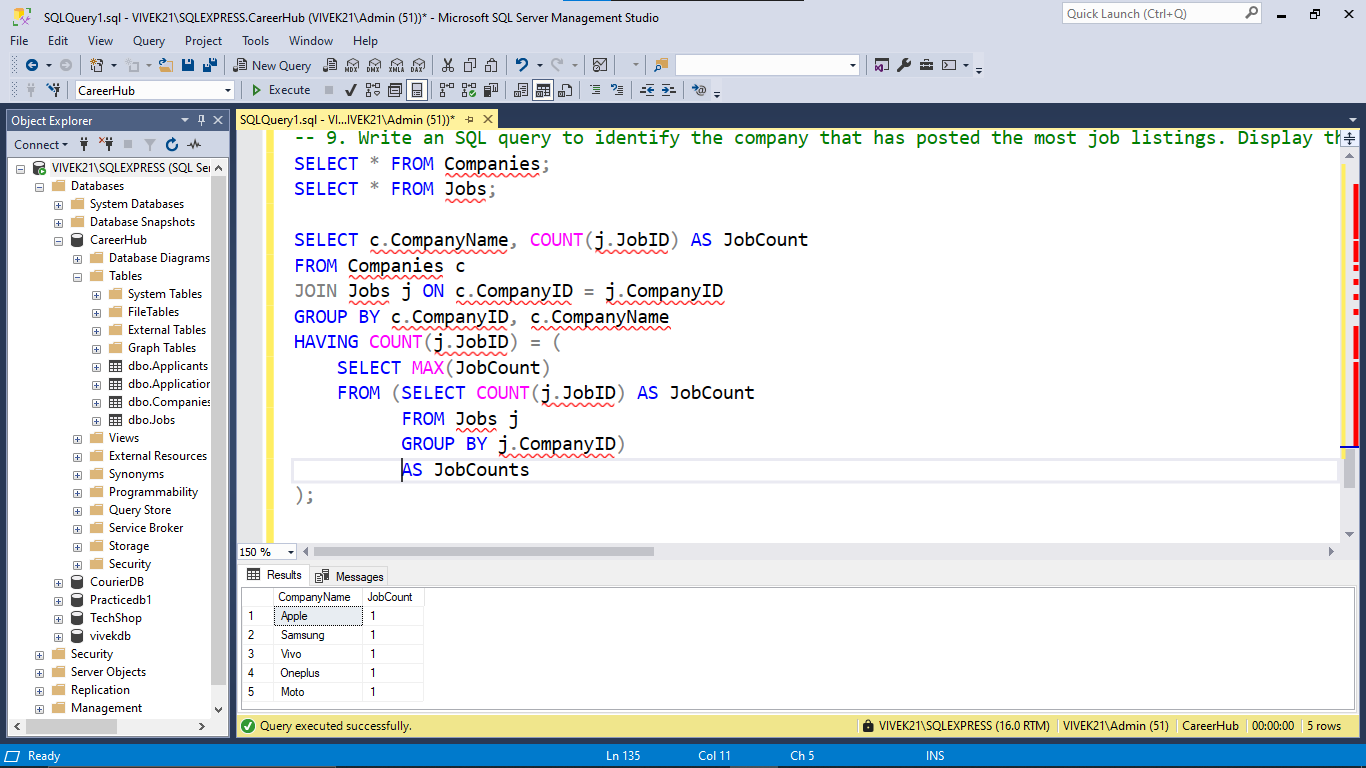 SQLQuery1.sql - VIVEK21\SQLEXPRESS.CareerHub (VIVEK21\Admin (51))* - Microsoft SQL Server Management Studio
Quick Launch (Ctrl+Q)
File Edit View Query Project Tools Window Help
New Query MDX DMX XMLA DAX
CareerHub Execute
Object Explorer
Connect
VIVEK21\SQLEXPRESS (SQL Ser
Databases
System Databases
Database Snapshots
CareerHub
Database Diagrams
Tables
System Tables
FileTables
External Tables
Graph Tables
dbo.Applicants
dbo.Application
dbo.Companies
dbo.Jobs
Views
External Resources
Synonyms
Programmability
Query Store
Service Broker
Storage
Security
CourierDB
Practicedb1
TechShop
vivekdb
Security
Server Objects
Replication
Management
SQLQuery1.sql - VI...IVEK21\Admin (51))*
-- 9. Write an SQL query to identify the company that has posted the most job listings. Display th
SELECT * FROM Companies;
SELECT * FROM Jobs;
SELECT c.CompanyName, COUNT(j.JobID) AS JobCount
FROM Companies c
JOIN Jobs j ON c.CompanyID = j.CompanyID
GROUP BY c.CompanyID, c.CompanyName
HAVING COUNT(j.JobID) = (
SELECT MAX(JobCount)
FROM (SELECT COUNT(j.JobID) AS JobCount
FROM Jobs j
GROUP BY j.CompanyID)
AS JobCounts
);
150 %
Results Messages
CompanyName JobCount
1 Apple 1
2 Samsung 1
3 Vivo 1
4 Oneplus 1
5 Moto 1
Query executed successfully. VIVEK21\SQLEXPRESS (16.0 RTM) VIVEK21\Admin (51) CareerHub 00:00:00 5 rows
Ready Ln 135 Col 11 Ch 5 INS